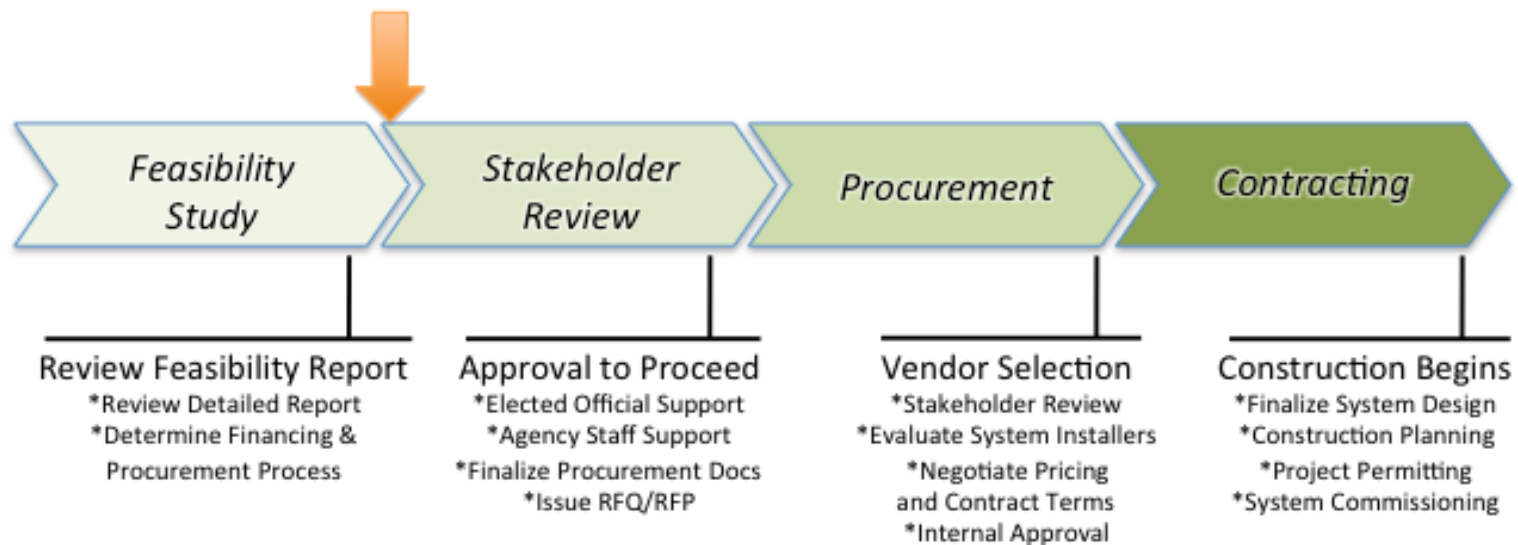 Feasibility
Study
Stakeholder
Review
Procurement
Contracting
Review Feasibility Report
*Review Detailed Report
*Determine Financing &
Procurement Process
Approval to Proceed
*Elected Official Support
*Agency Staff Support
*Finalize Procurement Docs
*Issue RFQ/RFP
Vendor Selection
*Stakeholder Review
*Evaluate System Installers
*Negotiate Pricing
and Contract Terms
*Internal Approval
Construction Begins
*Finalize System Design
*Construction Planning
*Project Permitting
*System Commissioning